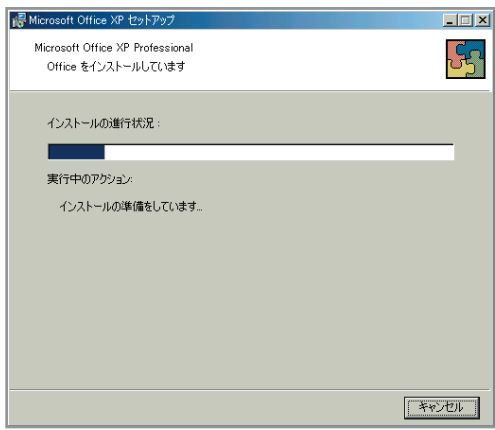 Microsoft Office XP セットアップ
Microsoft Office XP Professional
Office をインストールしています
インストールの進行状況 :
実行中のアクション:
インストールの準備をしています...
キャンセル